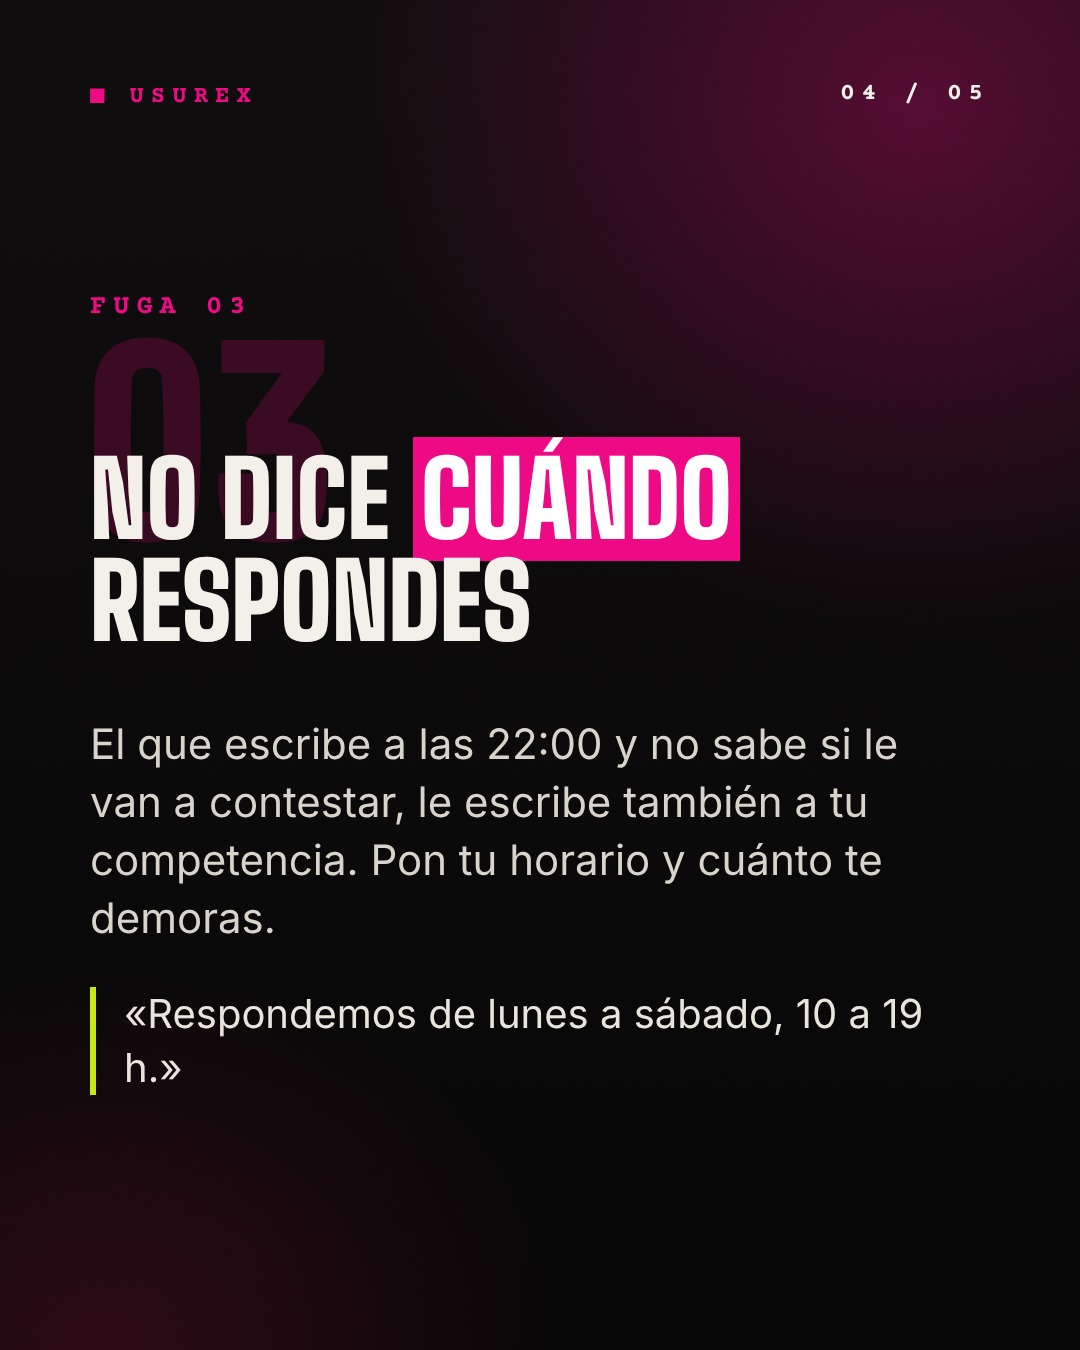 USUREX
04 / 05
FUGA 03
03
NO DICE CUÁNDO
RESPONDES
El que escribe a las 22:00 y no sabe si le
van a contestar, le escribe también a tu
competencia. Pon tu horario y cuánto te
demoras.
«Respondemos de lunes a sábado, 10 a 19
h.»